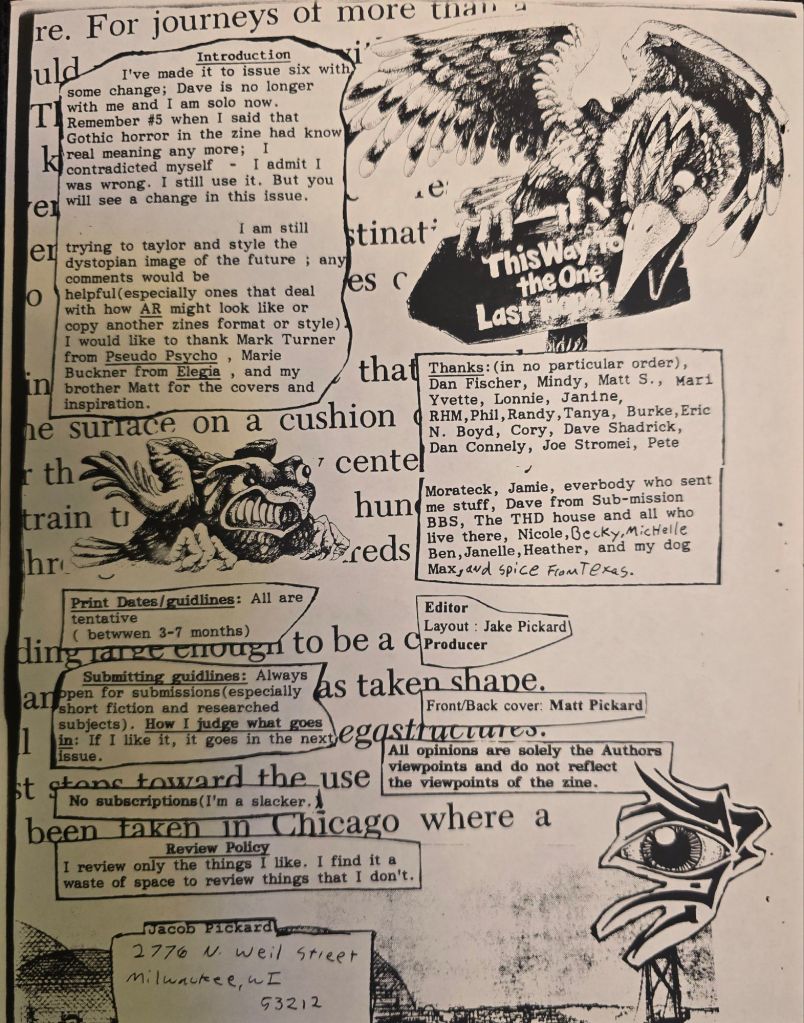 re. For journeys of more than a
Introduction
I've made it to issue six with
some change; Dave is no longer
with me and I am solo now.
Remember #5 when I said that
Gothic horror in the zine had know
real meaning any more; I
contradicted myself - I admit I
was wrong. I still use it. But you
will see a change in this issue.
I am still
trying to taylor and style the
dystopian image of the future ; any
comments would be
helpful(especially ones that deal
with how AR might look like or
copy another zines format or style).
I would like to thank Mark Turner
from Pseudo Psycho , Marie
Buckner from Elegia , and my
brother Matt for the covers and
inspiration.
uld
This Way To
the One
Last Hope!
stinat
es
that
he surface on a cushion
r th
cente
train t
hun
hr
reds
Thanks:(in no particular order),
Dan Fischer, Mindy, Matt S., Mari
Yvette, Lonnie, Janine,
RHM,Phil,Randy,Tanya, Burke,Eric
N. Boyd, Cory, Dave Shadrick,
Dan Connely, Joe Stromei, Pete
Morateck, Jamie, everbody who sent
me stuff, Dave from Sub-mission
BBS, The THD house and all who
live there, Nicole,Becky,Michelle
Ben,Janelle,Heather, and my dog
Max,and spice From Texas.
Print Dates/guidlines: All are
tentative
( betwwen 3-7 months)
Editor
Layout : Jake Pickard
Producer
ding large enough to be a c
Submitting guidlines: Always
open for submissions(especially
short fiction and researched
subjects). How I judge what goes
in: If I like it, it goes in the next
issue.
as taken shape.
Front/Back cover: Matt Pickard
egastructures.
All opinions are solely the Authors
viewpoints and do not reflect
the viewpoints of the zine.
st steps toward the use
No subscriptions(I'm a slacker.)
been taken in Chicago where a
Review Policy
I review only the things I like. I find it a
waste of space to review things that I don't.
Jacob Pickard
2776 N. Weil Street
Milwaukee, WI
53212